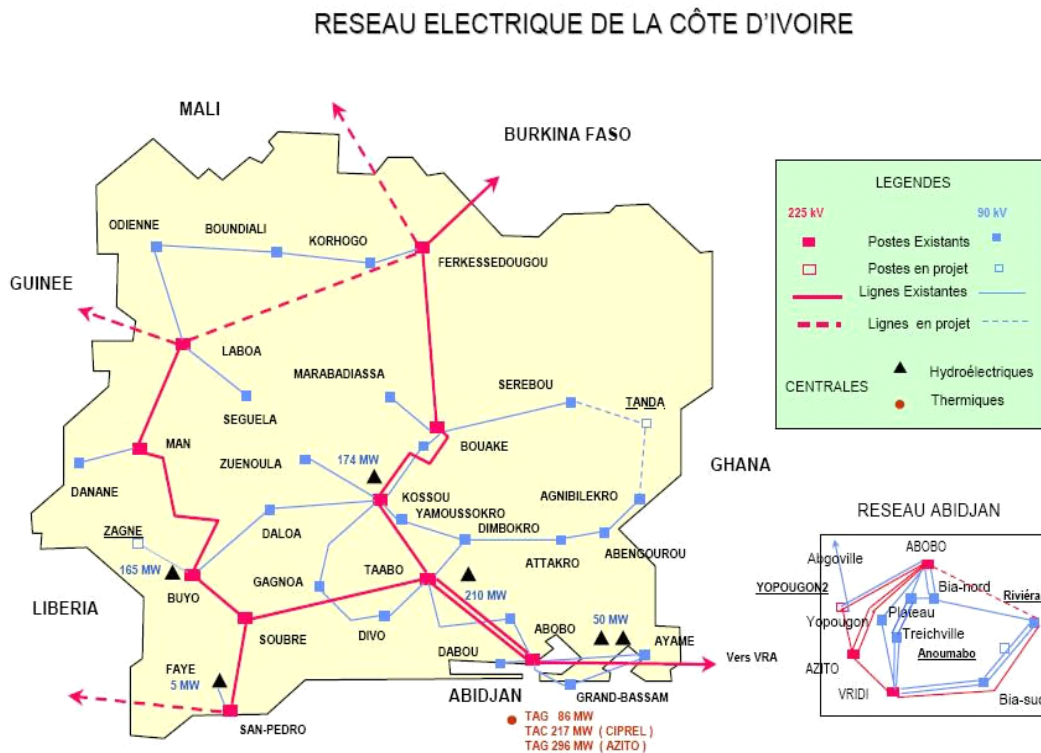 RESEAU ELECTRIQUE DE LA CÔTE D'IVOIRE
MALI
BURKINA FASO
ODIENNE
BOUNDIALI
KORHOGO
FERKESSEDOUGOU
GUINEE
LABOA
SEGUELA
MARABADIASSA
SEREBOU
TANDA
MAN
BOUAKE
ZUENOULA
174 MW
GHANA
DANANE
KOSSOU
YAMOUSSOKRO
AGNIBILEKRO
ZAGNE
DALOA
DIMBOKRO
ATTAKRO
ABENGOUROU
165 MW
BUYO
GAGNOA
TAABO
210 MW
LIBERIA
SOUBRE
DIVO
50 MW
ABOBO
AYAME
DABOU
Vers VRA
FAYE
5 MW
ABIDJAN
GRAND-BASSAM
SAN-PEDRO
TAG 86 MW
TAC 217 MW ( CIPREL )
TAG 296 MW ( AZITO )
LEGENDES
225 kV
90 kV
Postes Existants
Postes en projet
Lignes Existantes
Lignes en projet
CENTRALES
Hydroélectriques
Thermiques
RESEAU ABIDJAN
ABOBO
Abgoville
YOPOUGON2
Bia-nord
Riviéra
Yopougon
Plateau
Treichville
Anoumabo
AZITO
VRIDI
Bia-sud